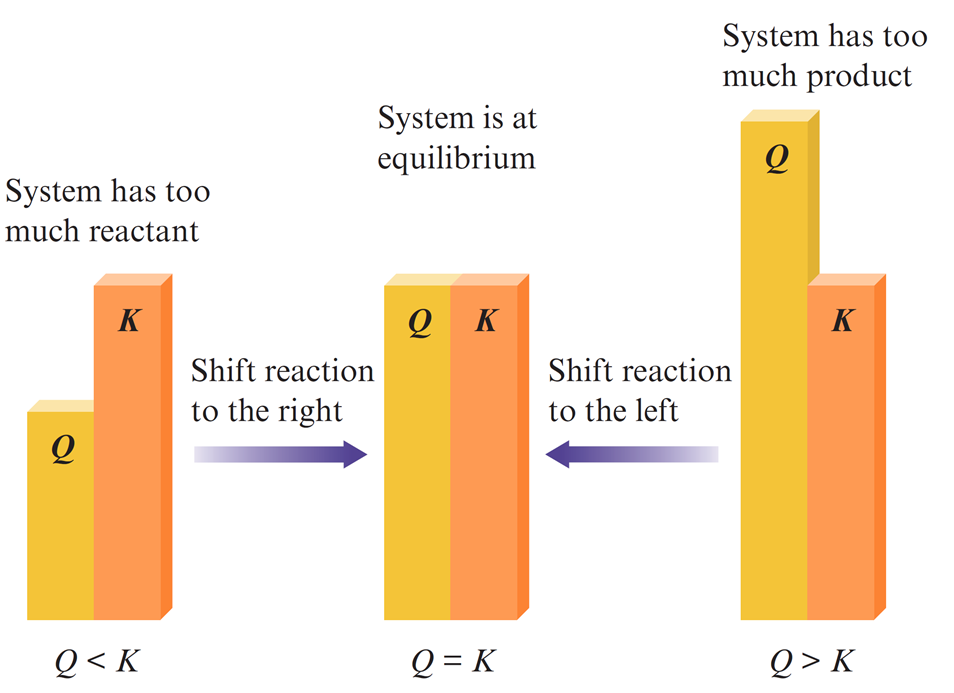 System has too
much reactant
Q
K
Q < K
Shift reaction
to the right
System is at
equilibrium
Q
K
Q = K
Shift reaction
to the left
System has too
much product
Q
K
Q > K